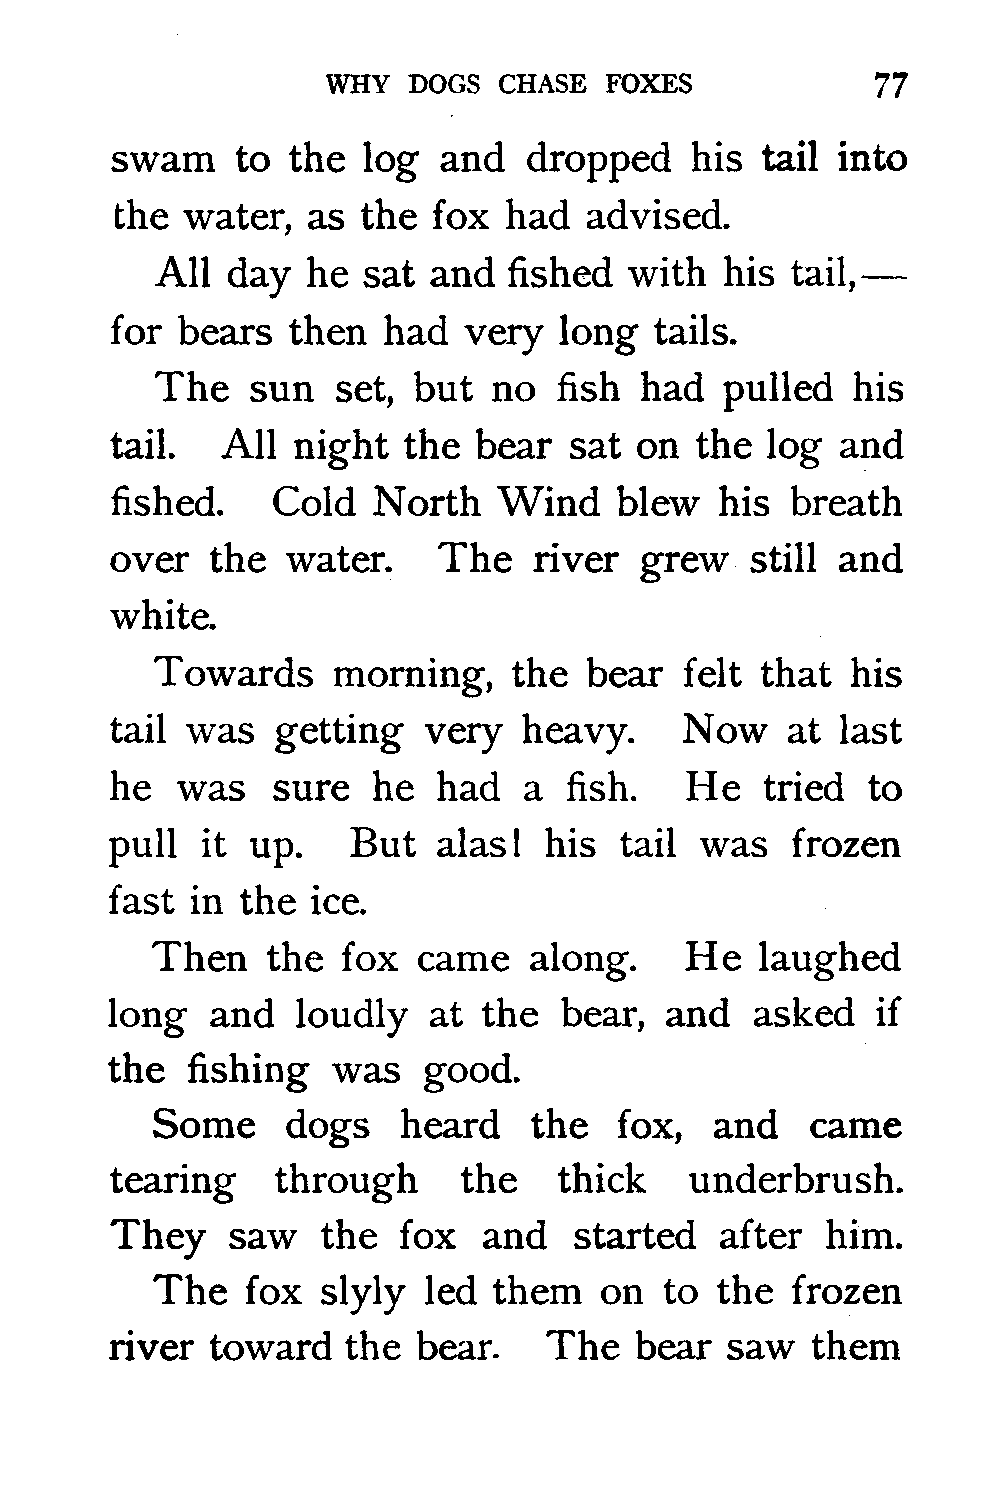 WHY DOGS CHASE FOXES 77
swam to the log and dropped his tail into
the water, as the fox had advised.
All day he sat and fished with his tail,—
for bears then had very long tails.
The sun set, but no fish had pulled his
tail. All night the bear sat on the log and
fished. Cold North Wind blew his breath
over the water. The river grew still and
white.
Towards morning, the bear felt that his
tail was getting very heavy. Now at last
he was sure he had a fish. He tried to
pull it up. But alas! his tail was frozen
fast in the ice.
Then the fox came along. He laughed
long and loudly at the bear, and asked if
the fishing was good.
Some dogs heard the fox, and came
tearing through the thick underbrush.
They saw the fox and started after him.
The fox slyly led them on to the frozen
river toward the bear. The bear saw them